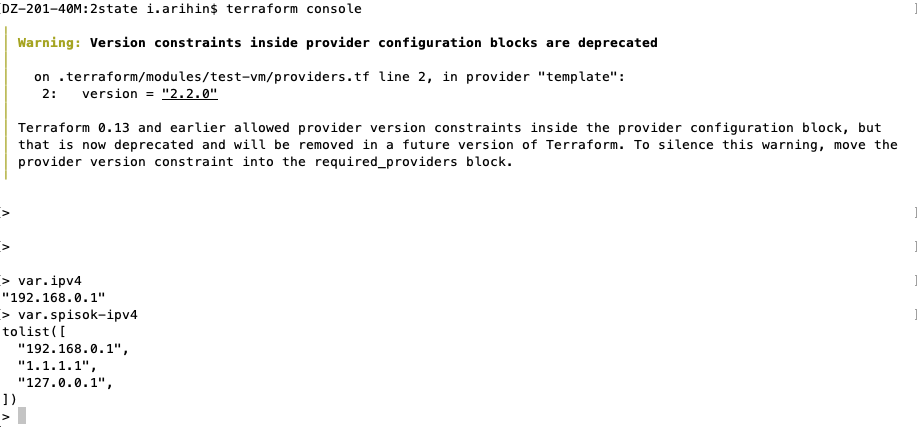 [DZ-201-40M:2state i.arihin$ terraform console ]
Warning: Version constraints inside provider configuration blocks are deprecated
on .terraform/modules/test-vm/providers.tf line 2, in provider "template":
2: version = "2.2.0"
Terraform 0.13 and earlier allowed provider version constraints inside the provider configuration block, but
that is now deprecated and will be removed in a future version of Terraform. To silence this warning, move the
provider version constraint into the required_providers block.
[> ]
[> ]
[> var.ipv4 ]
"192.168.0.1"
[> var.spisok-ipv4 ]
tolist([
"192.168.0.1",
"1.1.1.1",
"127.0.0.1",
])
>